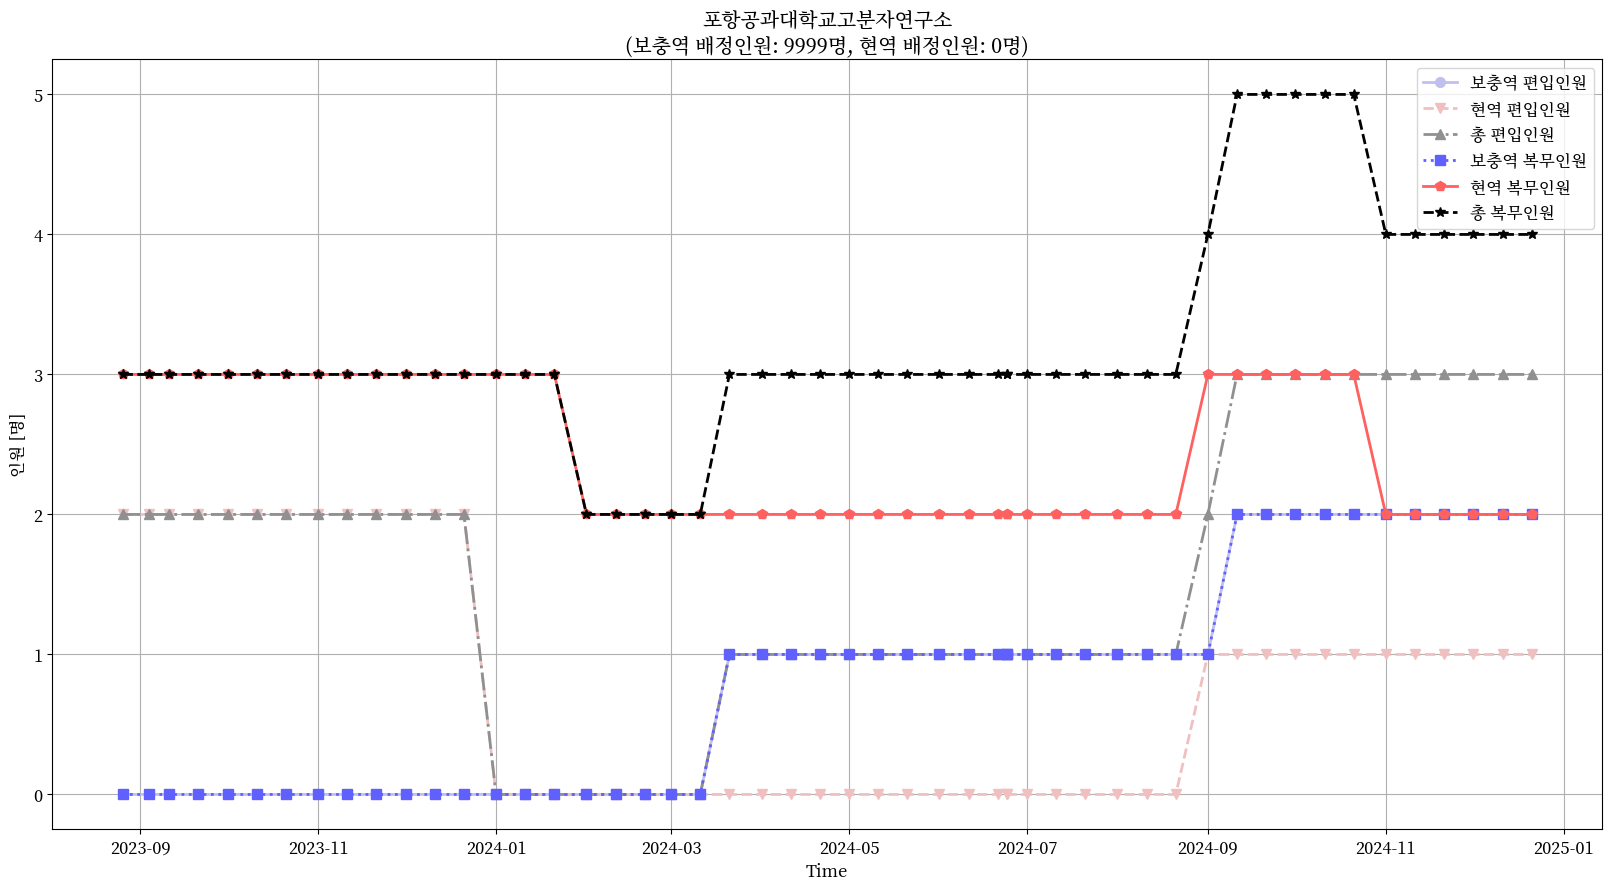 포항공과대학교고분자연구소
(보충역 배정인원: 9999명, 현역 배정인원: 0명)
보충역 편입인원
현역 편입인원
총 편입인원
보충역 복무인원
현역 복무인원
총 복무인원
인원 [명]
5
4
3
2
1
0
2023-09
2023-11
2024-01
2024-03
2024-05
2024-07
2024-09
2024-11
2025-01
Time